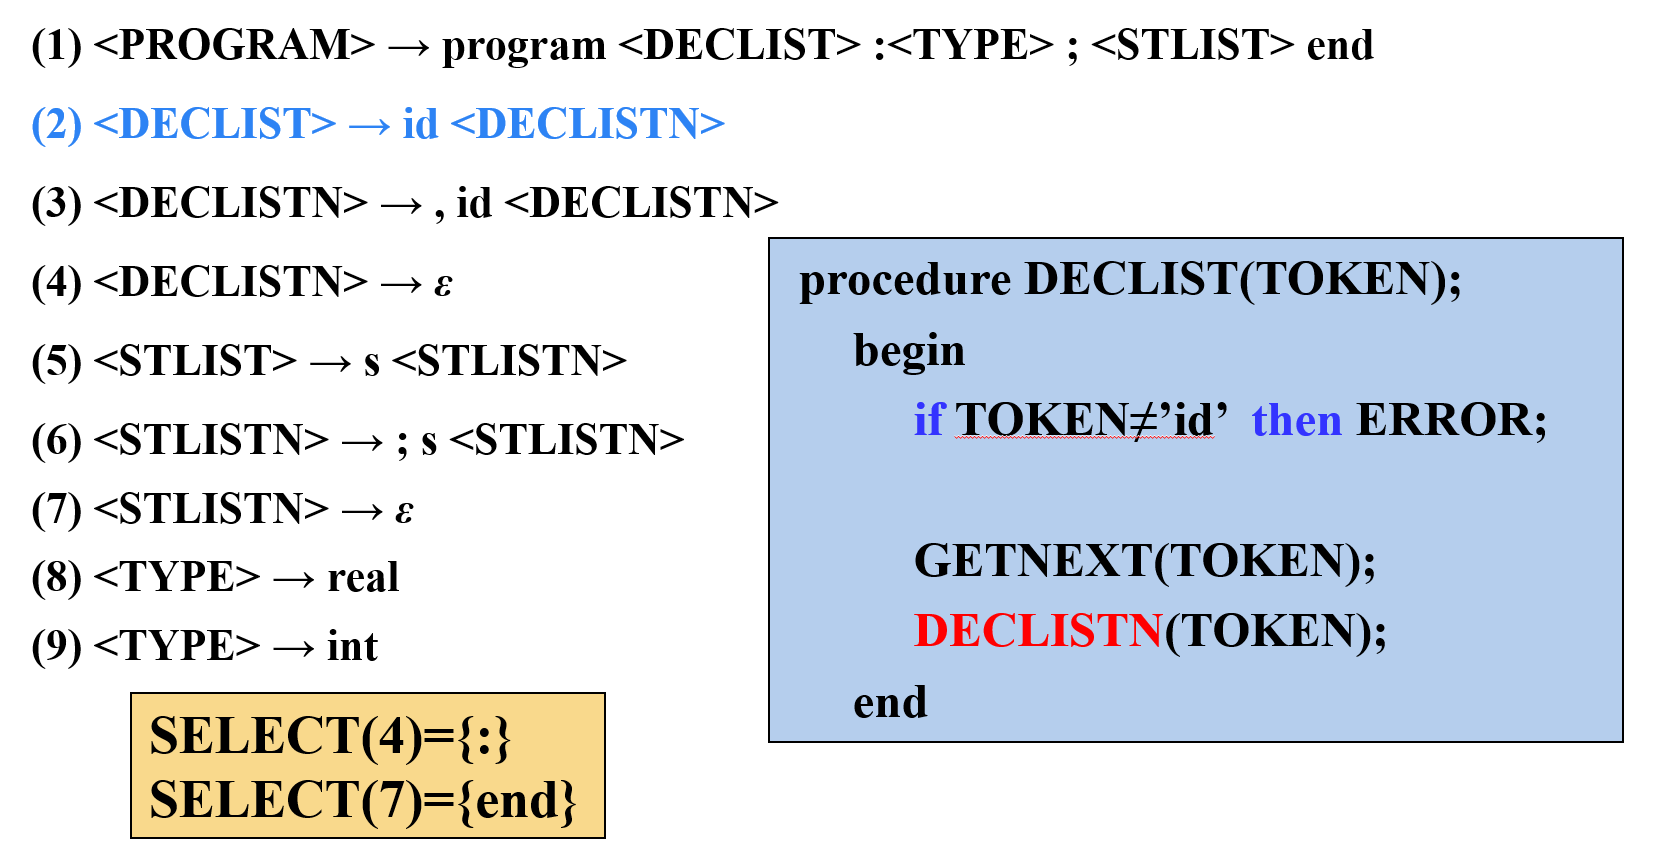 (1) <PROGRAM> → program <DECLIST> :<TYPE> ; <STLIST> end
(2) <DECLIST> → id <DECLISTN>
(3) <DECLISTN> → , id <DECLISTN>
(4) <DECLISTN> → ε
(5) <STLIST> → s <STLISTN>
(6) <STLISTN> → ; s <STLISTN>
(7) <STLISTN> → ε
(8) <TYPE> → real
(9) <TYPE> → int
SELECT(4)={:}
SELECT(7)={end}
procedure DECLIST(TOKEN);
begin
if TOKEN≠’id’ then ERROR;
GETNEXT(TOKEN);
DECLISTN(TOKEN);
end